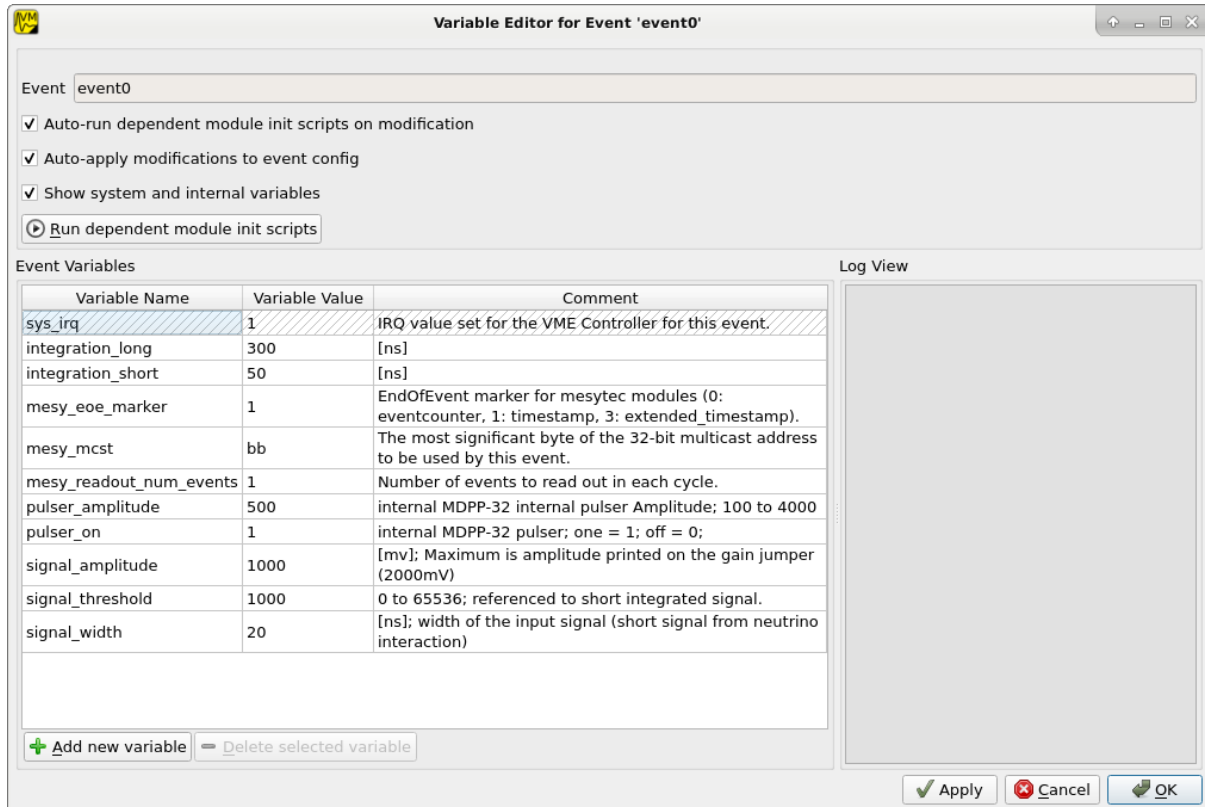 VM
Variable Editor for Event 'event0'
Event event0
Auto-run dependent module init scripts on modification
Auto-apply modifications to event config
Show system and internal variables
Run dependent module init scripts
Event Variables
Variable Name Variable Value Comment
sys_irq 1 IRQ value set for the VME Controller for this event.
integration_long 300 [ns]
integration_short 50 [ns]
mesy_eoe_marker 1 EndOfEvent marker for mesytec modules (0:
eventcounter, 1: timestamp, 3: extended_timestamp).
mesy_mcst bb The most significant byte of the 32-bit multicast address
to be used by this event.
mesy_readout_num_events 1 Number of events to read out in each cycle.
pulser_amplitude 500 internal MDPP-32 internal pulser Amplitude; 100 to 4000
pulser_on 1 internal MDPP-32 pulser; one = 1; off = 0;
signal_amplitude 1000 [mv]; Maximum is amplitude printed on the gain jumper
(2000mV)
signal_threshold 1000 0 to 65536; referenced to short integrated signal.
signal_width 20 [ns]; width of the input signal (short signal from neutrino
interaction)
Add new variable Delete selected variable
Log View
Apply Cancel OK